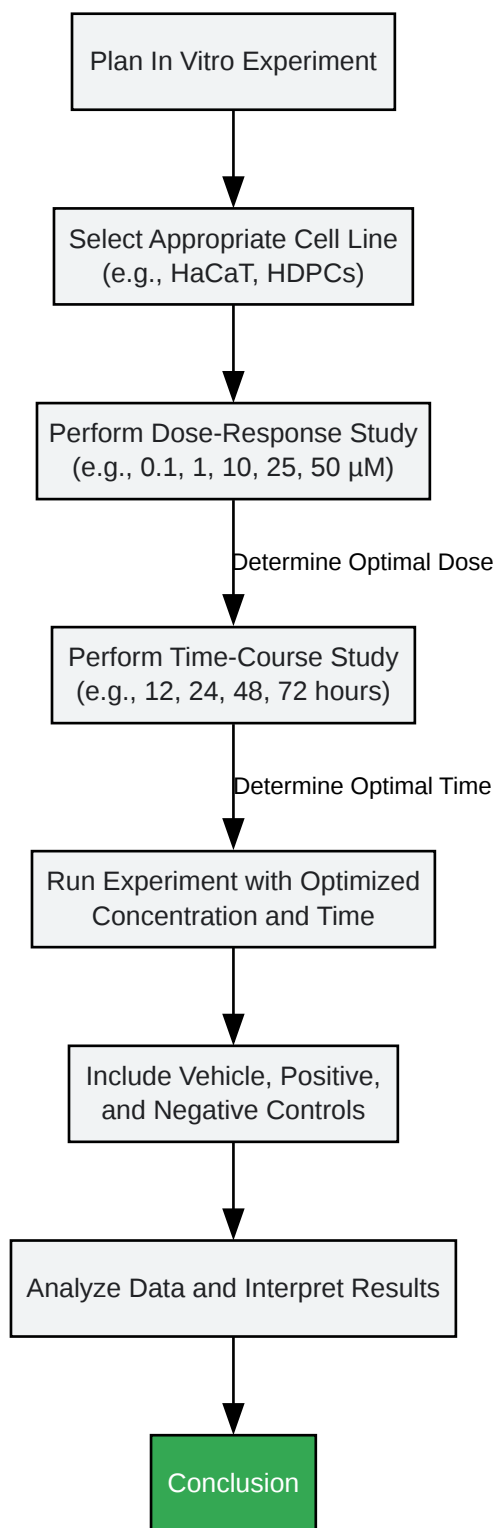 Plan In Vitro Experiment
Select Appropriate Cell Line
(e.g., HaCaT, HDPCs)
Perform Dose-Response Study
(e.g., 0.1, 1, 10, 25, 50 µM)
Determine Optimal Dose
Perform Time-Course Study
(e.g., 12, 24, 48, 72 hours)
Determine Optimal Time
Run Experiment with Optimized
Concentration and Time
Include Vehicle, Positive,
and Negative Controls
Analyze Data and Interpret Results
Conclusion